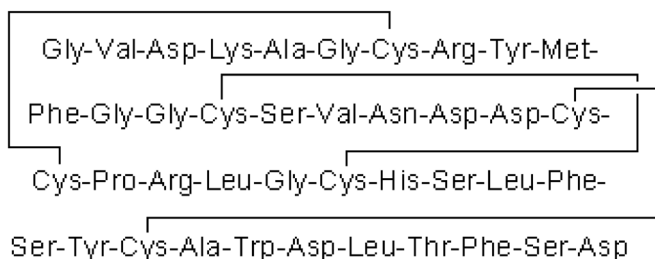 Gly-Val-Asp-Lys-Ala-Gly-Cys-Arg-Tyr-Met-
Phe-Gly-Gly-Cys-Ser-Val-Asn-Asp-Asp-Cys-
Cys-Pro-Arg-Leu-Gly-Cys-His-Ser-Leu-Phe-
Ser-Tyr-Cys-Ala-Trp-Asp-Leu-Thr-Phe-Ser-Asp